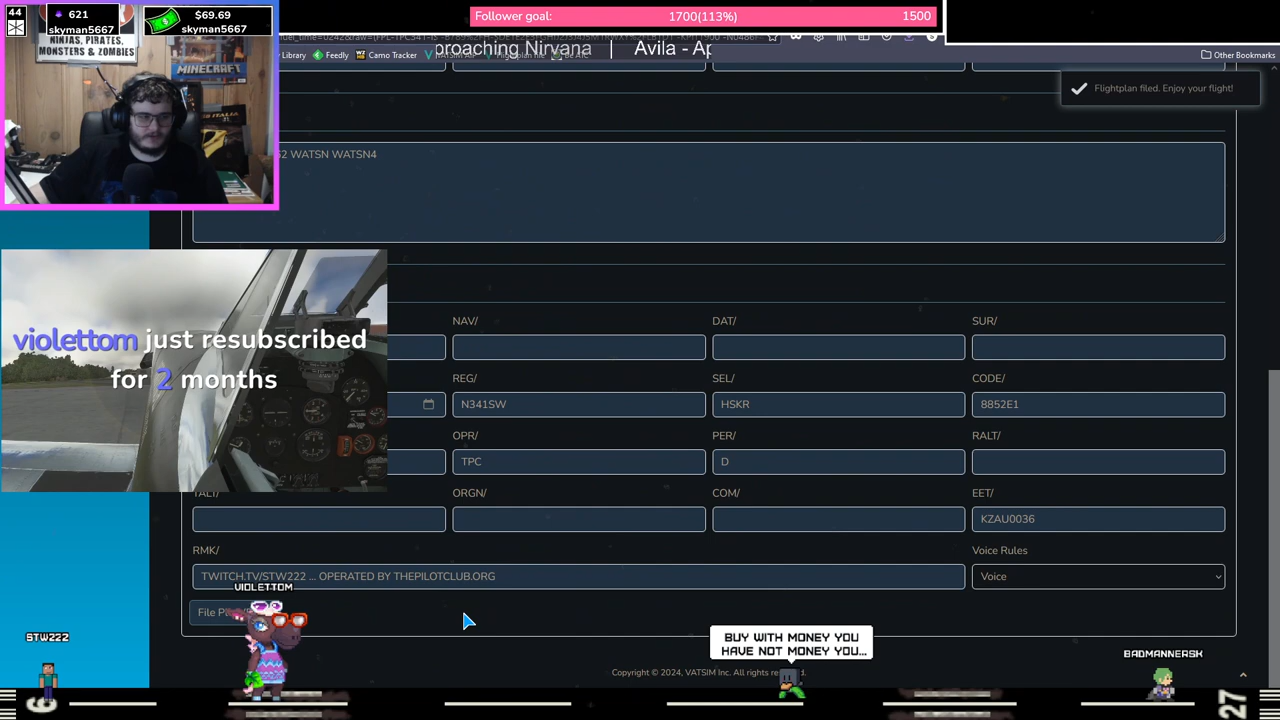 44
621
skyman5667
$69.69
skyman5667
Follower goal:
1700(113%)
1500
NINJAS, PIRATES,
MONSTERS & ZOMBIES
MINECRAFT
Library
Feedly
Camo Tracker
proaching Nirvana | Avila - Ap
Other Bookmarks
Flightplan filed. Enjoy your flight!
62 WATSN WATSN4
violettom just resubscribed
for 2 months
NAV/
DAT/
SUR/
REG/
SEL/
CODE/
N341SW
HSKR
8852E1
OPR/
PER/
RALT/
TPC
D
TALT/
ORGN/
COM/
EET/
KZAU0036
RMK/
Voice Rules
TWITCH.TV/STW222 ... OPERATED BY THEPILOTCLUB.ORG
Voice
VIOLETTOM
File
STW222
BUY WITH MONEY YOU
HAVE NOT MONEY YOU...
BADMANNERSK
Copyright © 2024, VATSIM Inc. All rights
6
27